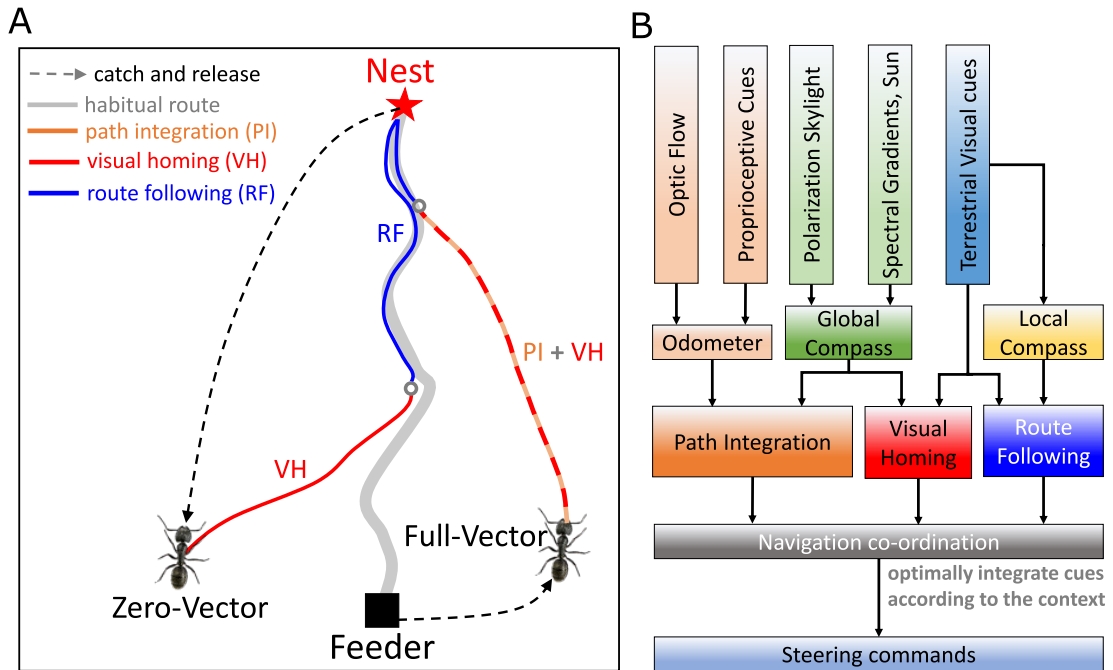 A
catch and release
habitual route
path integration (PI)
visual homing (VH)
route following (RF)
Nest
RF
PI + VH
VH
Full-Vector
Zero-Vector
Feeder
B
Optic Flow
Proprioceptive Cues
Polarization Skylight
Spectral Gradients, Sun
Terrestrial Visual cues
Odometer
Global
Compass
Local
Compass
Path Integration
Visual
Homing
Route
Following
Navigation co-ordination
optimally integrate cues
according to the context
Steering commands